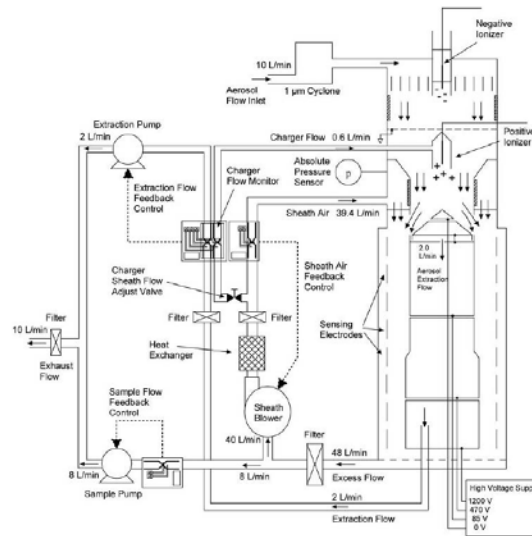 Negative
Ionizer
10 L/min
Aerosol
Flow Inlet
1 µm Cyclone
Extraction Pump
2 L/min
Charger Flow 0.6 L/min
Positive
Ionizer
Absolute
Pressure
Sensor
p
Charger
Flow Monitor
Extraction Flow
Feedback
Control
Sheath Air 39.4 L/min
2.0
L/min
Aerosol
Extraction
Flow
Charger
Sheath Flow
Adjust Valve
Sheath Air
Feedback
Control
Filter
Filter
Sensing
Electrodes
Filter
10 L/min
Exhaust
Flow
Heat
Exchanger
Sample Flow
Feedback
Control
Sheath
Blower
40 L/min
Filter
48 L/min
Excess Flow
8 L/min
8 L/min
Sample Pump
2 L/min
Extraction Flow
High Voltage Supp
1200 V
470 V
85 V
0 V